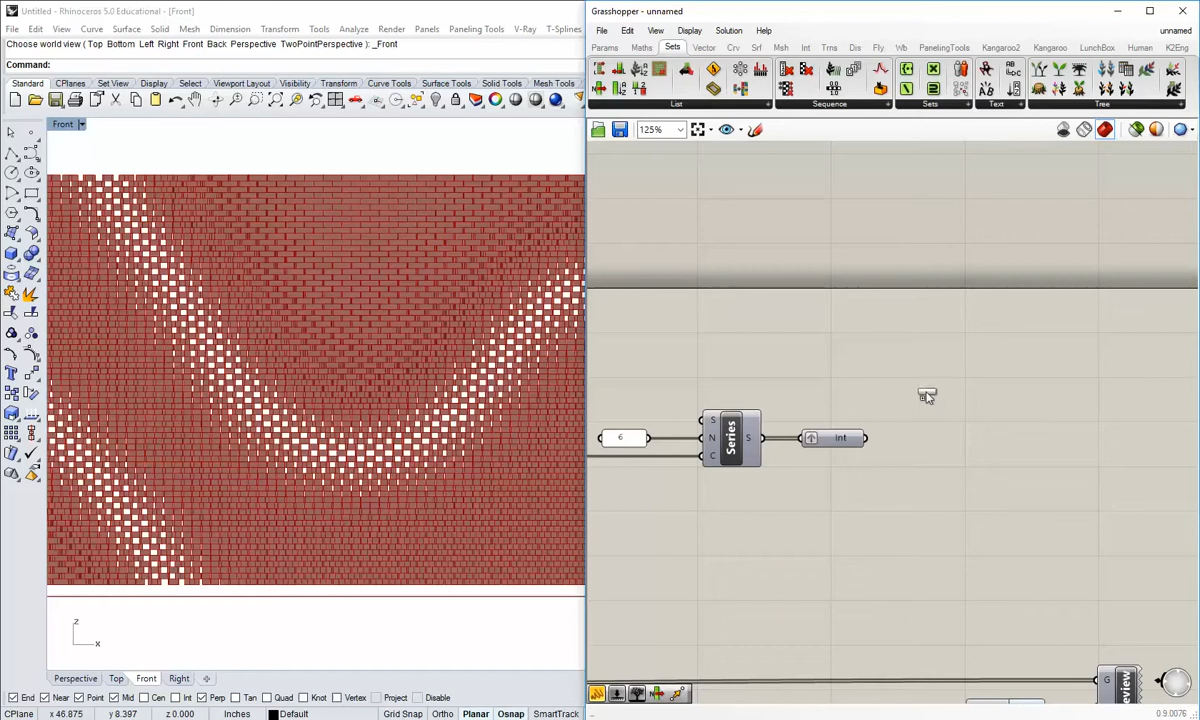 Untitled - Rhinoceros 5.0 Educational - [Front]
File Edit View Curve Surface Solid Mesh Dimension Transform Tools Analyze Render Panels Paneling Tools V-Ray T-Splines
Choose world view ( Top Bottom Left Right Front Back Perspective TwoPointPerspective ): _Front
Command:
Standard CPlanes Set View Display Select Viewport Layout Visibility Transform Curve Tools Surface Tools Solid Tools Mesh Tools
Front
z
x
Perspective Top Front Right
End Near Point Mid Cen Int Perp Tan Quad Knot Vertex Project Disable
CPlane x 46.875 y 8.397 z 0.000 Inches Default Grid Snap Ortho Planar Osnap SmartTrack
Grasshopper - unnamed
File Edit View Display Solution Help unnamed
Params Maths Sets Vector Crv Srf Msh Int Trns Dis Fly Wb PanelingTools Kangaroo2 Kangaroo LunchBox Human K2Eng
List Sequence Sets Text Tree
125%
6
S
N
C
Series
S
Int
G
eview
0.9.0076